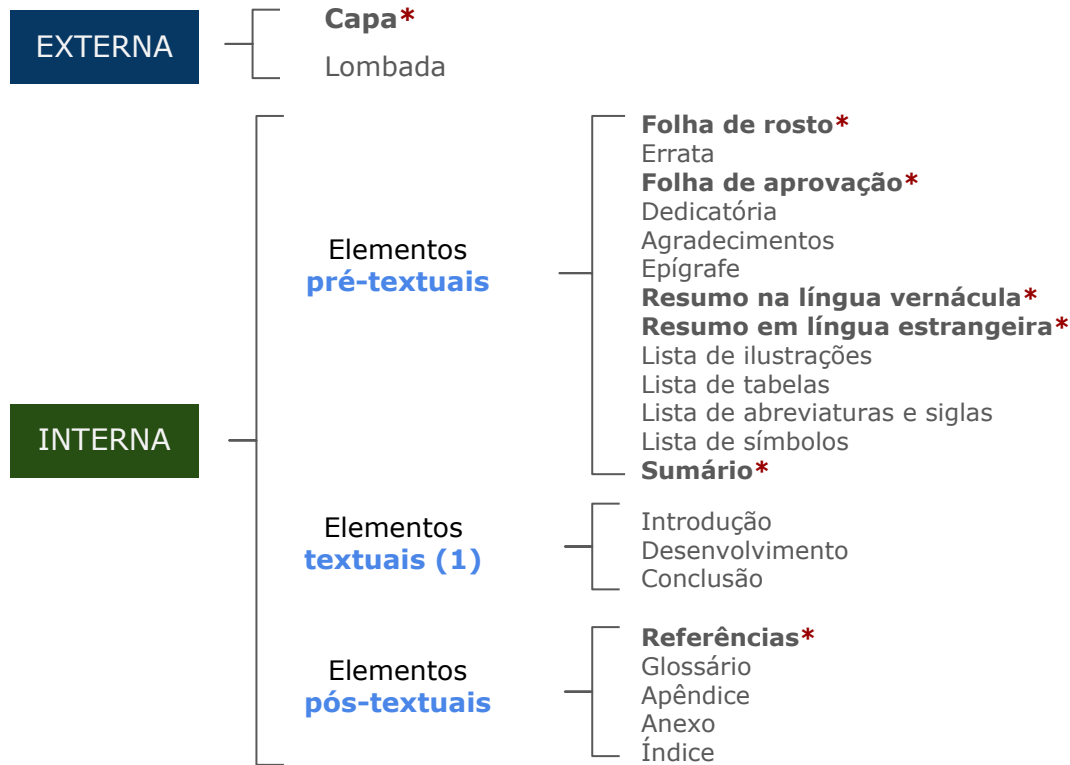 EXTERNA
Capa*
Lombada
INTERNA
Elementos
pré-textuais
Folha de rosto*
Errata
Folha de aprovação*
Dedicatória
Agradecimentos
Epígrafe
Resumo na língua vernácula*
Resumo em língua estrangeira*
Lista de ilustrações
Lista de tabelas
Lista de abreviaturas e siglas
Lista de símbolos
Sumário*
Elementos
textuais (1)
Introdução
Desenvolvimento
Conclusão
Elementos
pós-textuais
Referências*
Glossário
Apêndice
Anexo
Índice